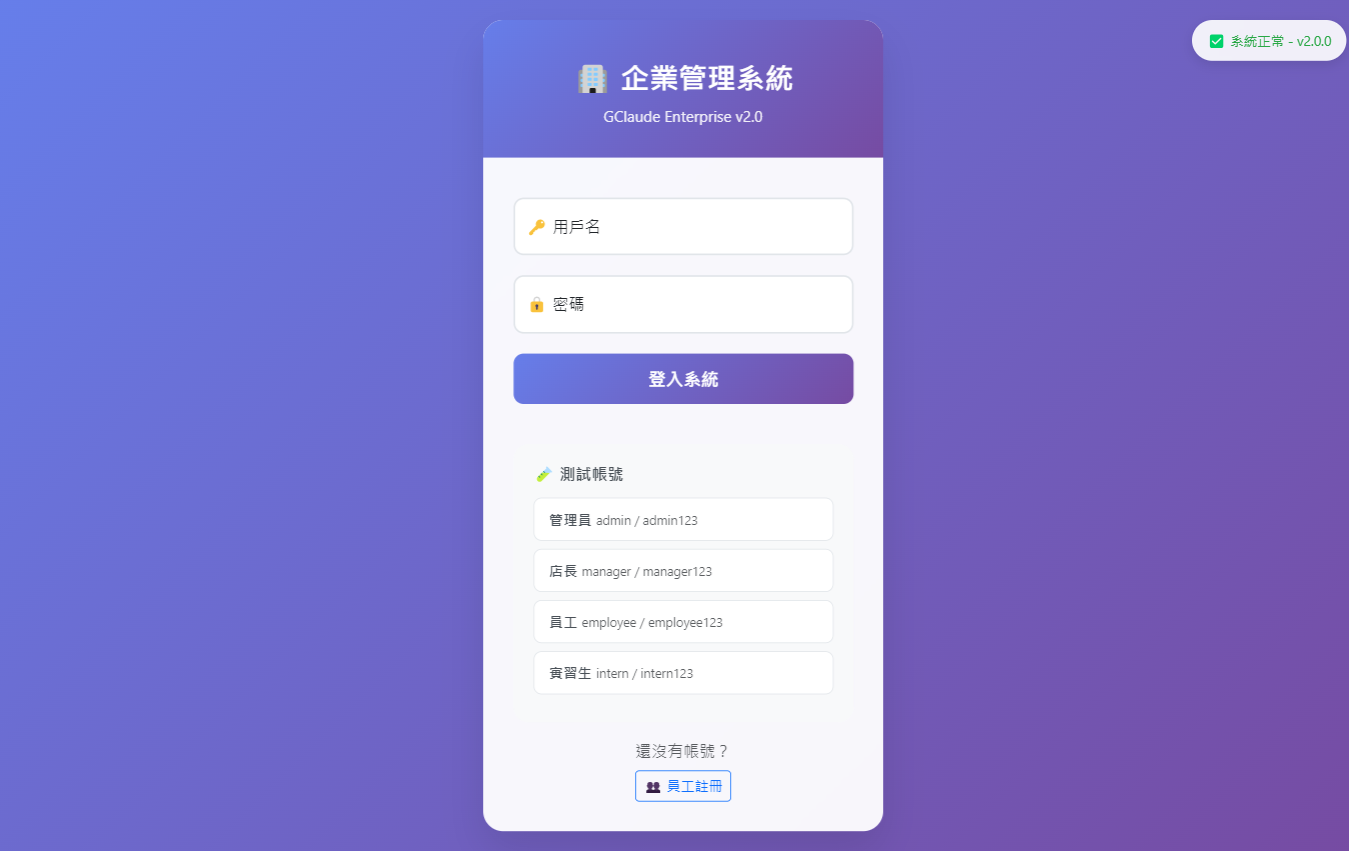 系統正常 - v2.0.0
企業管理系統
GClaude Enterprise v2.0
用戶名
密碼
登入系統
測試帳號
管理員 admin / admin123
店長 manager / manager123
員工 employee / employee123
實習生 intern / intern123
還沒有帳號？
員工註冊